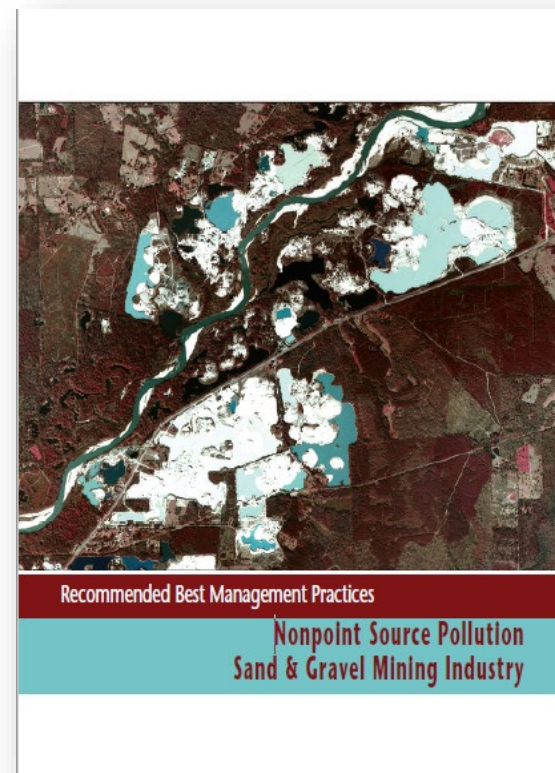 Recommended Best Management Practices
Nonpoint Source Pollution
Sand & Gravel Mining Industry